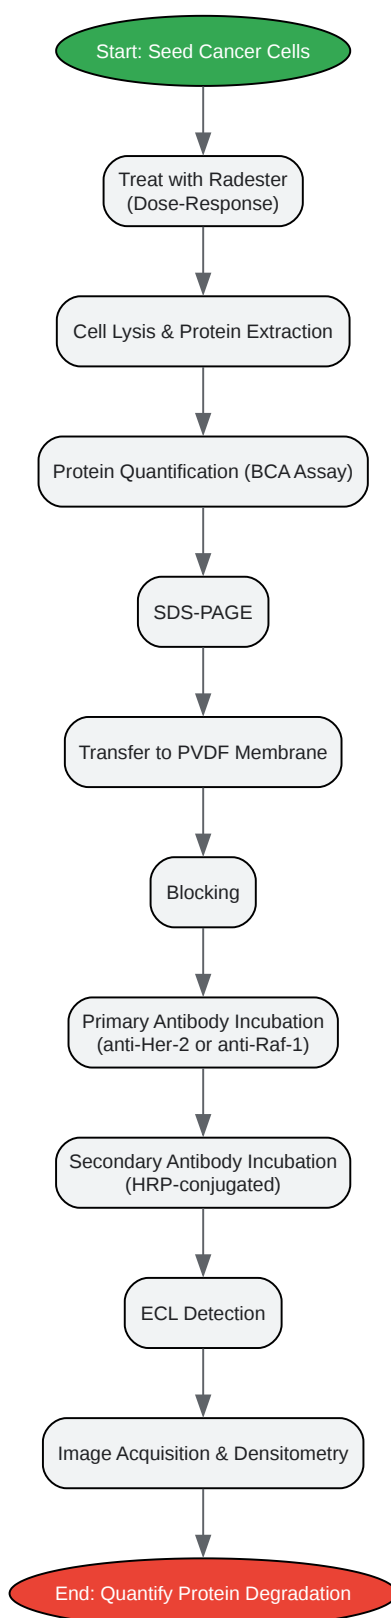 Start: Seed Cancer Cells
Treat with Radester
(Dose-Response)
Cell Lysis & Protein Extraction
Protein Quantification (BCA Assay)
SDS-PAGE
Transfer to PVDF Membrane
Blocking
Primary Antibody Incubation
(anti-Her-2 or anti-Raf-1)
Secondary Antibody Incubation
(HRP-conjugated)
ECL Detection
Image Acquisition & Densitometry
End: Quantify Protein Degradation